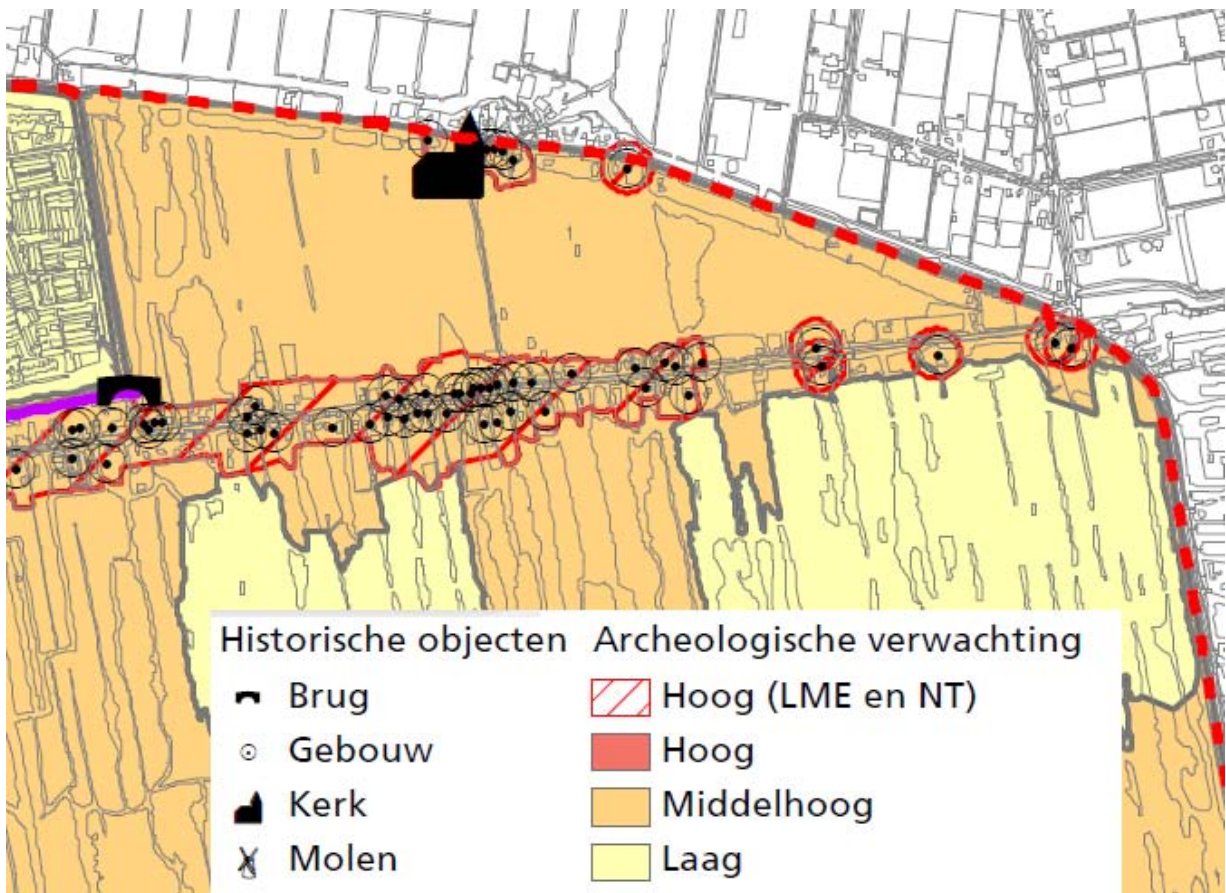 Historische objecten
Brug
Gebouw
Kerk
Molen
Archeologische verwachting
Hoog (LME en NT)
Hoog
Middelhoog
Laag